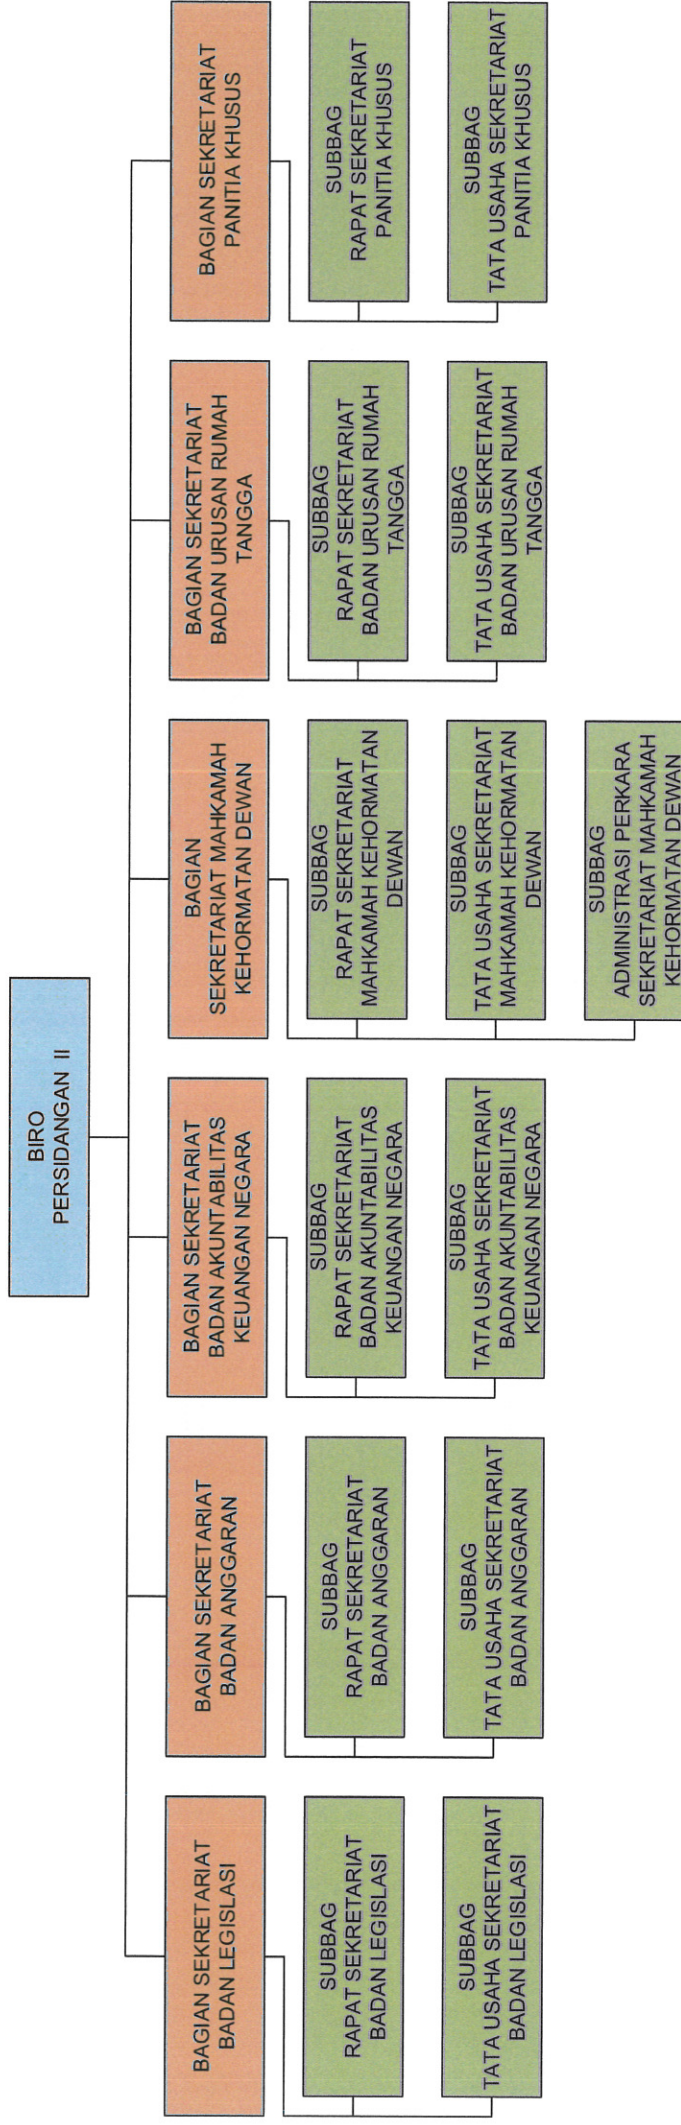 BIRO
PERSIDANGAN II
BAGIAN SEKRETARIAT
BADAN LEGISLASI
SUBBAG
RAPAT SEKRETARIAT
BADAN LEGISLASI
SUBBAG
TATA USAHA SEKRETARIAT
BADAN LEGISLASI
BAGIAN SEKRETARIAT
BADAN ANGGARAN
SUBBAG
RAPAT SEKRETARIAT
BADAN ANGGARAN
SUBBAG
TATA USAHA SEKRETARIAT
BADAN ANGGARAN
BAGIAN SEKRETARIAT
BADAN AKUNTABILITAS
KEUANGAN NEGARA
SUBBAG
RAPAT SEKRETARIAT
BADAN AKUNTABILITAS
KEUANGAN NEGARA
SUBBAG
TATA USAHA SEKRETARIAT
BADAN AKUNTABILITAS
KEUANGAN NEGARA
BAGIAN
SEKRETARIAT MAHKAMAH
KEHORMATAN DEWAN
SUBBAG
RAPAT SEKRETARIAT
MAHKAMAH KEHORMATAN
DEWAN
SUBBAG
TATA USAHA SEKRETARIAT
MAHKAMAH KEHORMATAN
DEWAN
SUBBAG
ADMINISTRASI PERKARA
SEKRETARIAT MAHKAMAH
KEHORMATAN DEWAN
BAGIAN SEKRETARIAT
BADAN URUSAN RUMAH
TANGGA
SUBBAG
RAPAT SEKRETARIAT
BADAN URUSAN RUMAH
TANGGA
SUBBAG
TATA USAHA SEKRETARIAT
BADAN URUSAN RUMAH
TANGGA
BAGIAN SEKRETARIAT
PANITIA KHUSUS
SUBBAG
RAPAT SEKRETARIAT
PANITIA KHUSUS
SUBBAG
TATA USAHA SEKRETARIAT
PANITIA KHUSUS